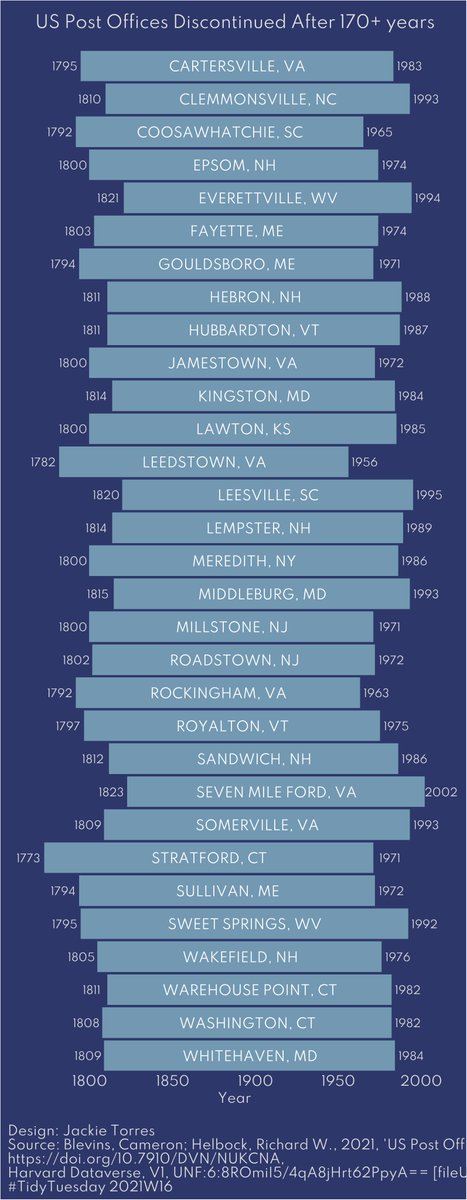 US Post Offices Discontinued After 170+ years
1795 CARTERSVILLE, VA 1983
1810 CLEMMONSVILLE, NC 1993
1792 COOSAWHATCHIE, SC 1965
1800 EPSOM, NH 1974
1821 EVERETTVILLE, WV 1994
1803 FAYETTE, ME 1974
1794 GOULDSBORO, ME 1971
1811 HEBRON, NH 1988
1811 HUBBARDTON, VT 1987
1800 JAMESTOWN, VA 1972
1814 KINGSTON, MD 1984
1800 LAWTON, KS 1985
1782 LEEDSTOWN, VA 1956
1820 LEESVILLE, SC 1995
1814 LEMPSTER, NH 1989
1800 MEREDITH, NY 1986
1815 MIDDLEBURG, MD 1993
1800 MILLSTONE, NJ 1971
1802 ROADSTOWN, NJ 1972
1792 ROCKINGHAM, VA 1963
1797 ROYALTON, VT 1975
1812 SANDWICH, NH 1986
1823 SEVEN MILE FORD, VA 2002
1809 SOMERVILLE, VA 1993
1773 STRATFORD, CT 1971
1794 SULLIVAN, ME 1972
1795 SWEET SPRINGS, WV 1992
1805 WAKEFIELD, NH 1976
1811 WAREHOUSE POINT, CT 1982
1808 WASHINGTON, CT 1982
1809 WHITEHAVEN, MD 1984
1800 1850 1900 1950 2000
Year
Design: Jackie Torres
Source: Blevins, Cameron; Helbock, Richard W., 2021, 'US Post Off
https://doi.org/10.7910/DVN/NUKCNA,
Harvard Dataverse, V1, UNF:6:8ROmiI5/4qA8jHrt62PpyA== [fileU
#TidyTuesday 2021W16